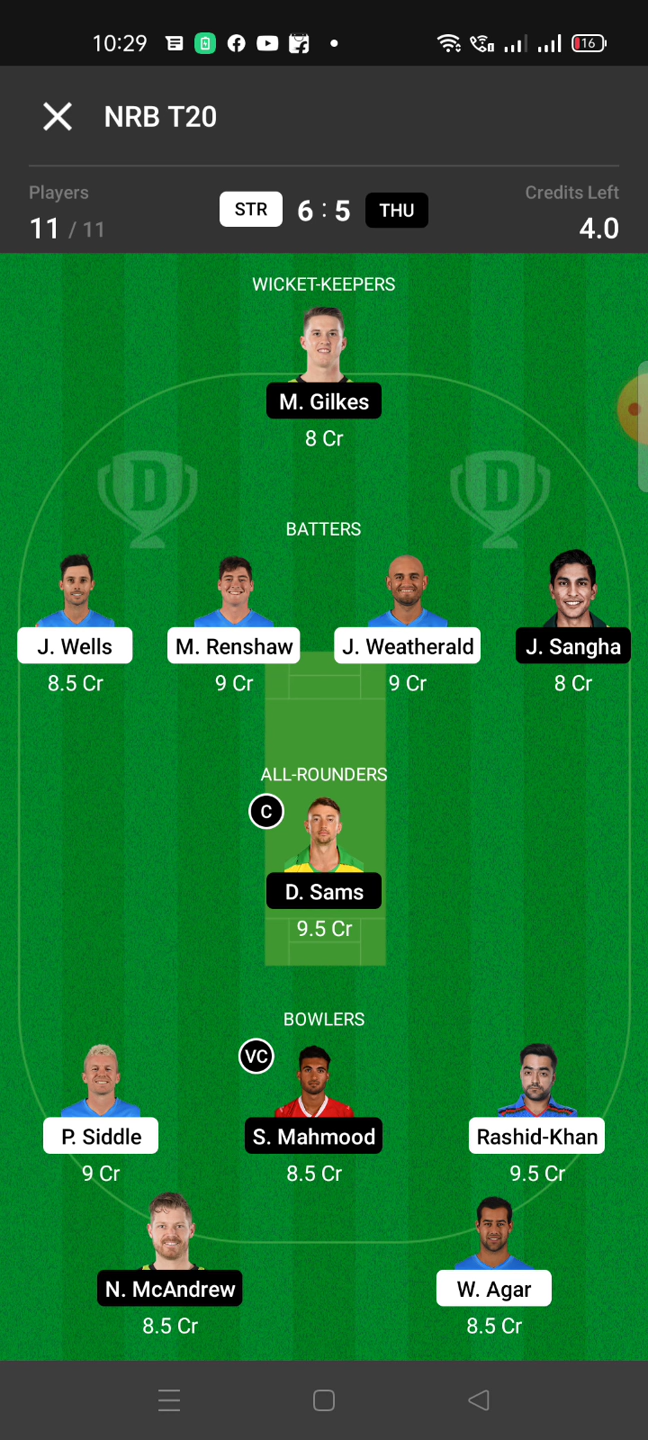 10:29
16
NRB T20
Players
Credits Left
11 / 11
STR 6 : 5 THU
4.0
WICKET-KEEPERS
M. Gilkes
8 Cr
D D
BATTERS
J. Wells M. Renshaw J. Weatherald J. Sangha
8.5 Cr 9 Cr 9 Cr 8 Cr
ALL-ROUNDERS
C
D. Sams
9.5 Cr
BOWLERS
VC
P. Siddle S. Mahmood Rashid-Khan
9 Cr 8.5 Cr 9.5 Cr
N. McAndrew W. Agar
8.5 Cr 8.5 Cr